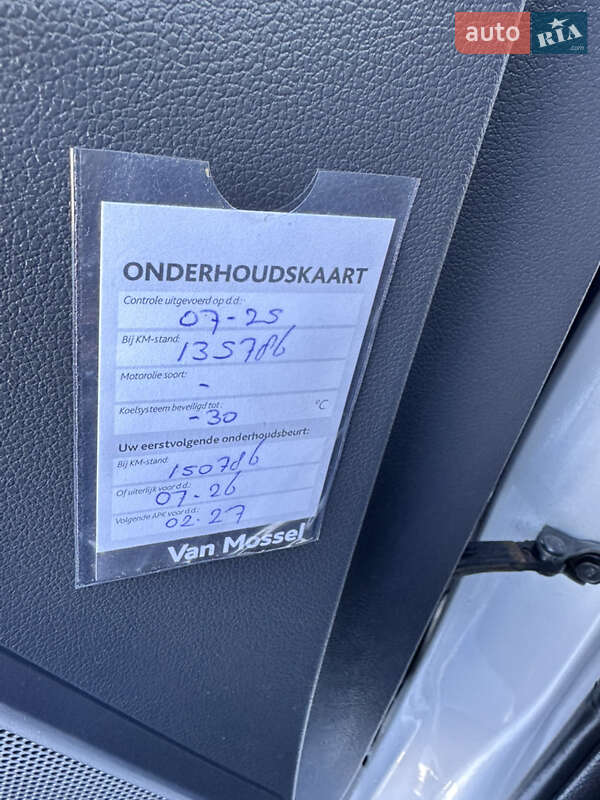 auto RIA.com
ONDERHOUDSKAART
Controle uitgevoerd op d.d.:
07-25
Bij KM-stand:
135786
Motorolie soort:
-
Koelsysteem beveiligd tot: °C
-30
Uw eerstvolgende onderhoudsbeurt:
Bij KM-stand:
150786
Of uiterlijk voor d.d.:
07-26
Volgende APK voor d.d.:
02-27
Van Mossel